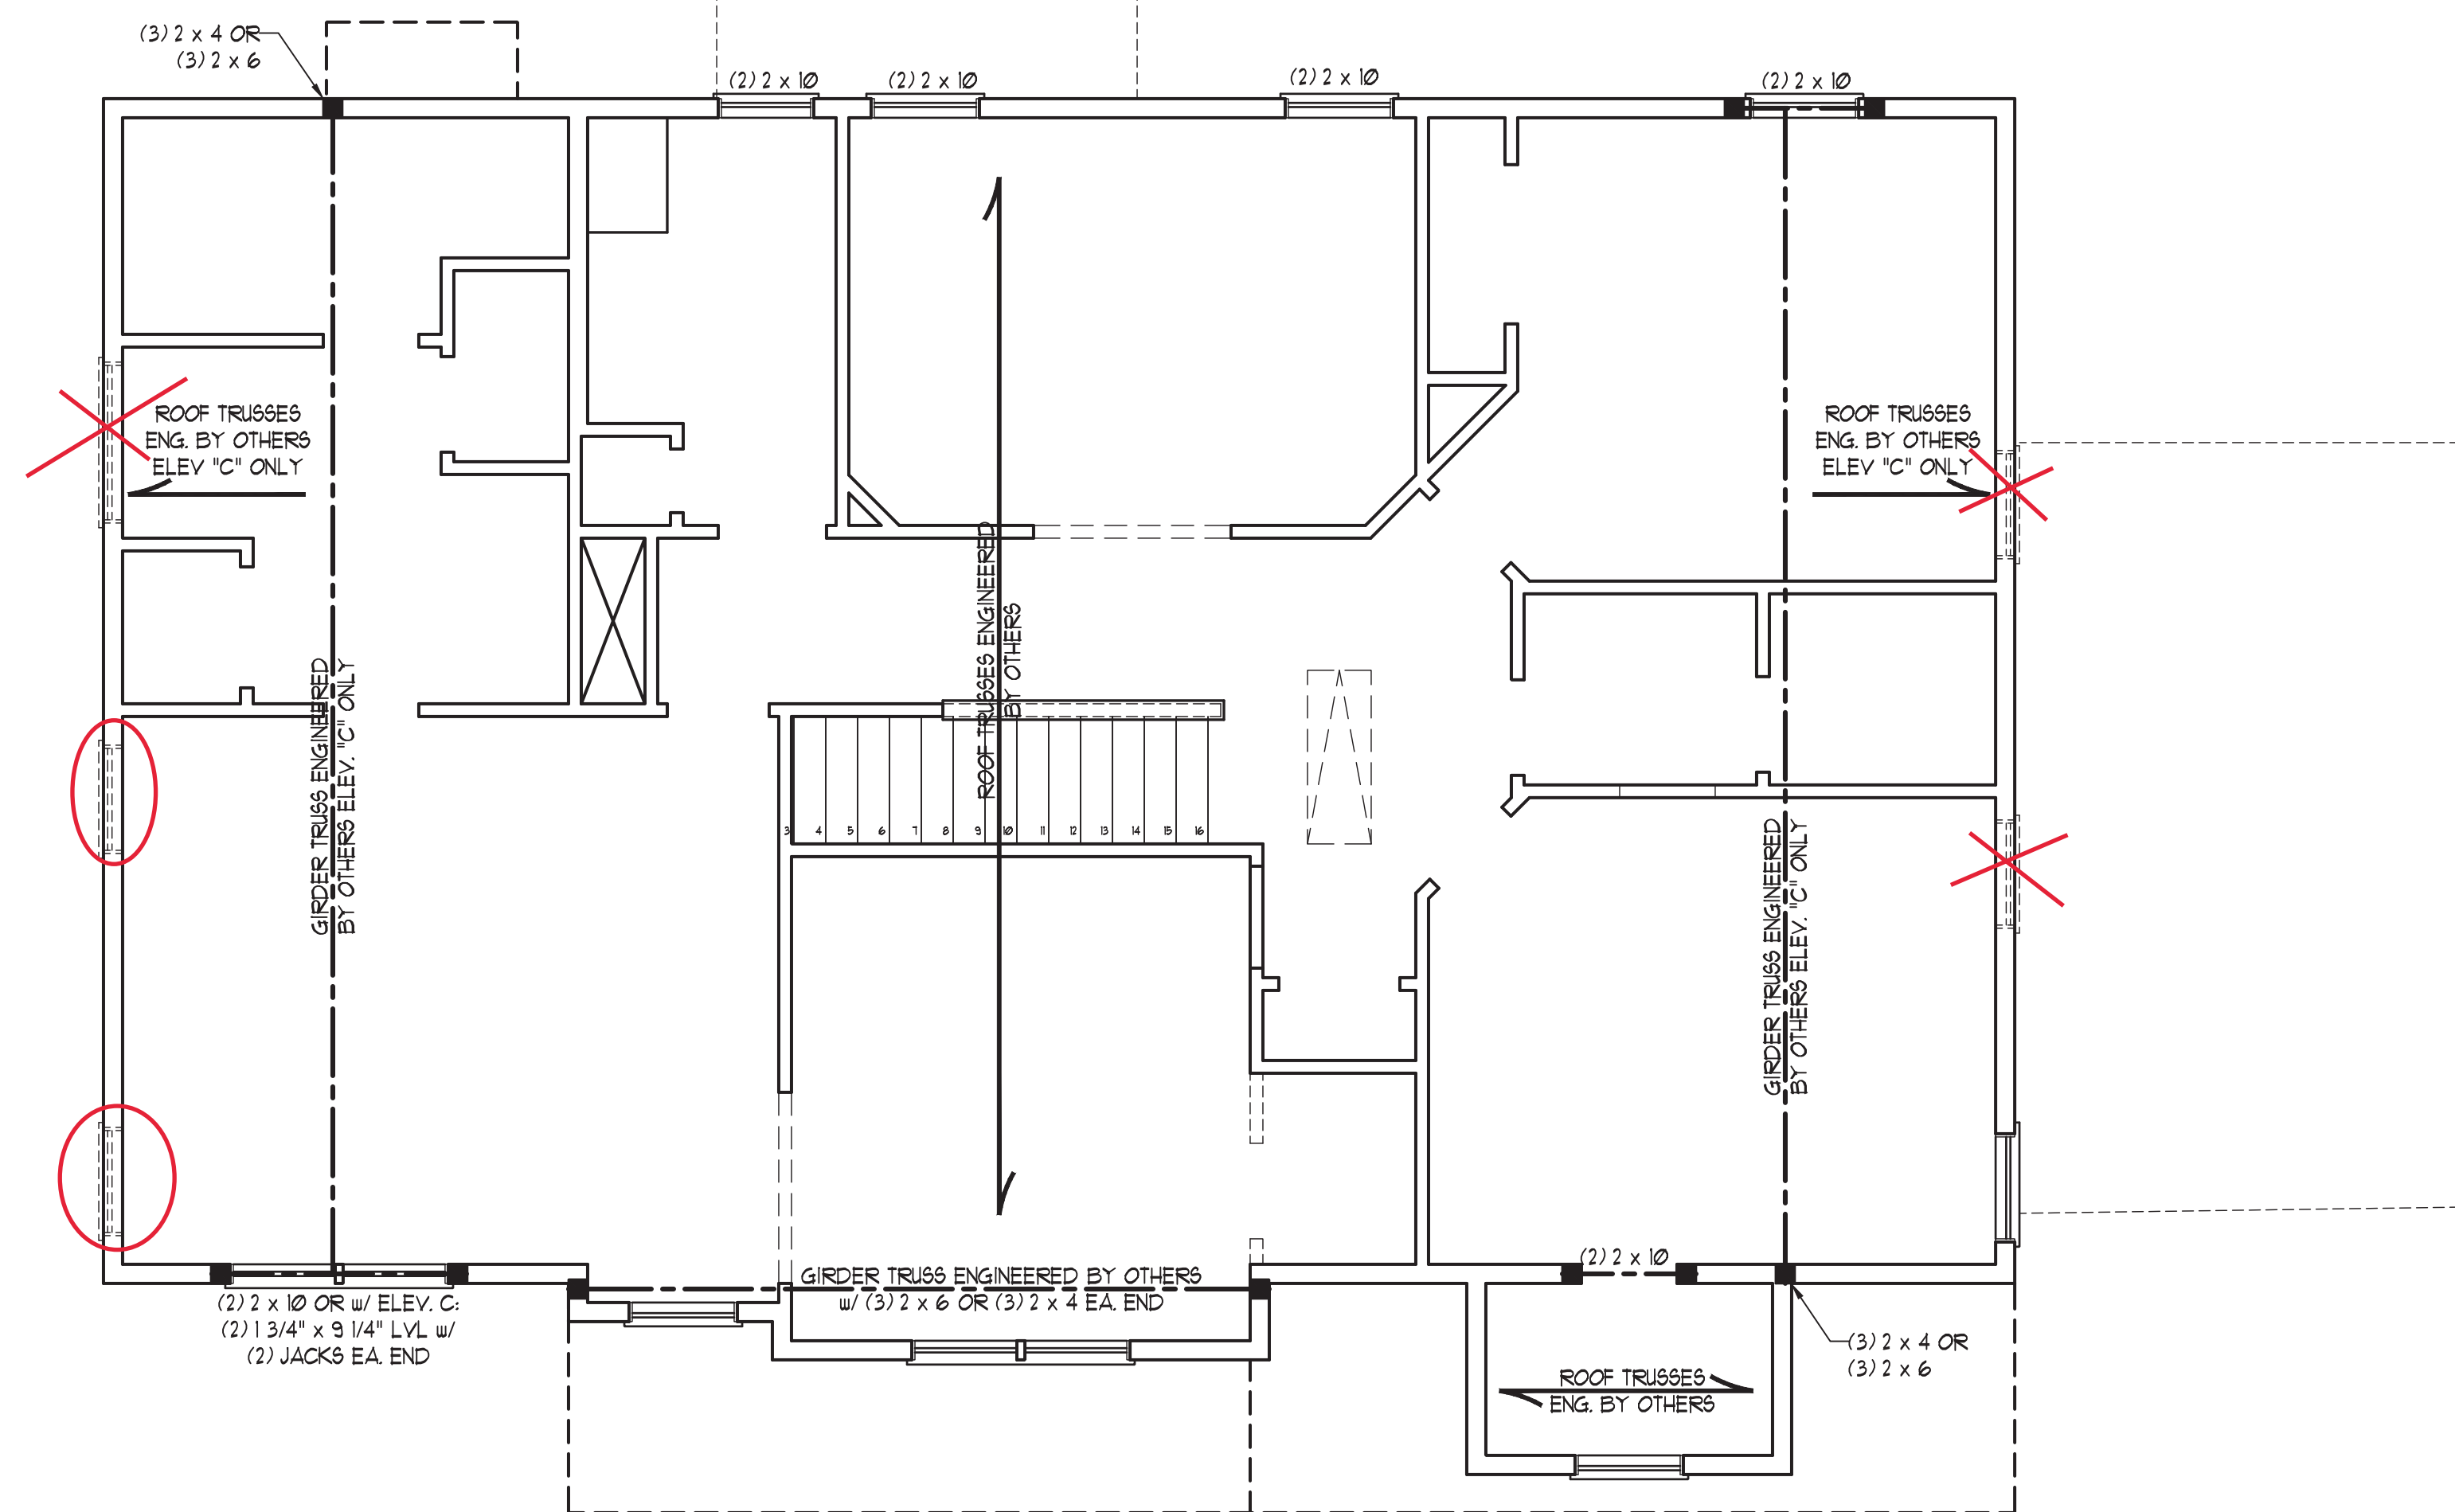 (3) 2 x 4 OR
(3) 2 x 6
(2) 2 x 10
(2) 2 x 10
(2) 2 x 10
(2) 2 x 10
ROOF TRUSSES
ENG. BY OTHERS
ELEV "C" ONLY
ROOF TRUSSES
ENG. BY OTHERS
ELEV "C" ONLY
ROOF TRUSSES ENGINEERED
BY OTHERS
GIRDER TRUSS ENGINEERED
BY OTHERS ELEV. "C" ONLY
3 4 5 6 7 8 9 10 11 12 13 14 15 16
GIRDER TRUSS ENGINEERED
BY OTHERS ELEV. "C" ONLY
(2) 2 x 10
GIRDER TRUSS ENGINEERED BY OTHERS
w/ (3) 2 x 6 OR (3) 2 x 4 EA. END
(2) 2 x 10 OR w/ ELEV. C:
(2) 1 3/4" x 9 1/4" LVL w/
(2) JACKS EA. END
(3) 2 x 4 OR
(3) 2 x 6
ROOF TRUSSES
ENG. BY OTHERS